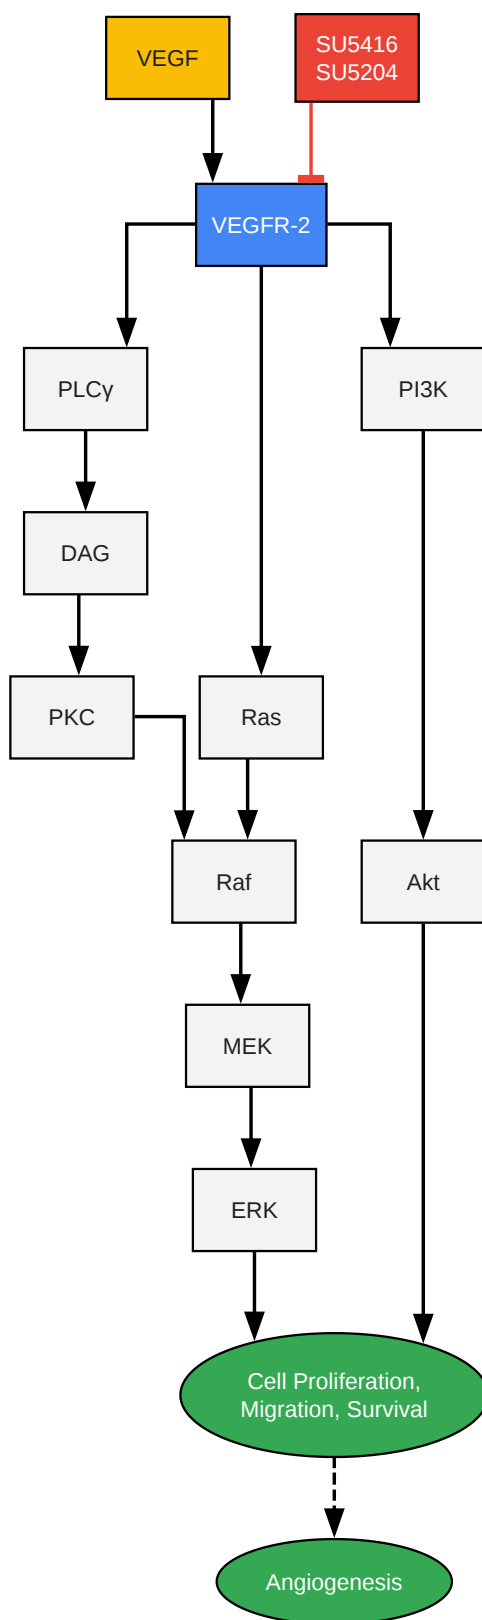 VEGF
SU5416
SU5204
VEGFR-2
PLCγ
PI3K
DAG
PKC
Ras
Raf
Akt
MEK
ERK
Cell Proliferation,
Migration, Survival
Angiogenesis